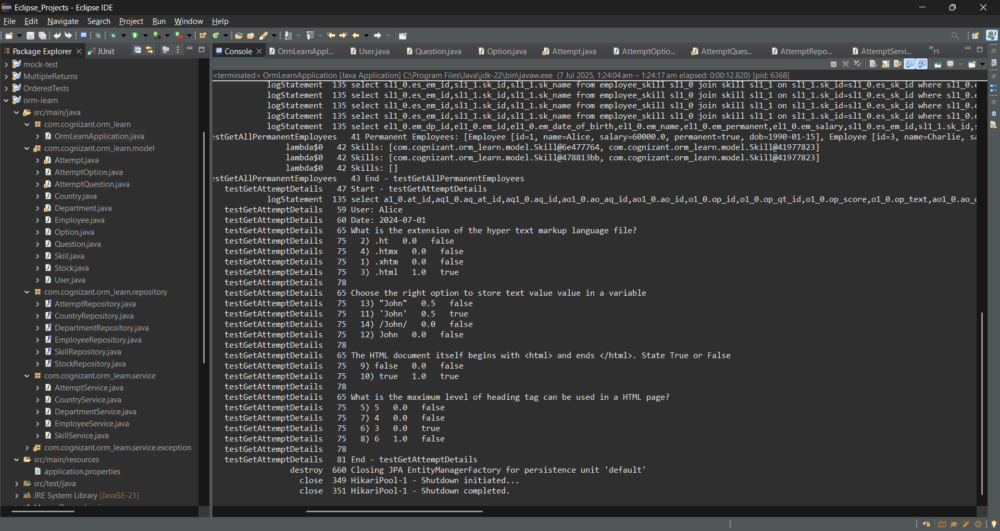 Eclipse_Projects - Eclipse IDE
File Edit Navigate Search Project Run Window Help
Package Explorer JUnit
mock-test
MultipleReturns
OrderedTests
orm-learn
src/main/java
com.cognizant.orm_learn
OrmLearnApplication.java
com.cognizant.orm_learn.model
Attempt.java
AttemptOption.java
AttemptQuestion.java
Country.java
Department.java
Employee.java
Option.java
Question.java
Skill.java
Stock.java
User.java
com.cognizant.orm_learn.repository
AttemptRepository.java
CountryRepository.java
DepartmentRepository.java
EmployeeRepository.java
SkillRepository.java
StockRepository.java
com.cognizant.orm_learn.service
AttemptService.java
CountryService.java
DepartmentService.java
EmployeeService.java
SkillService.java
com.cognizant.orm_learn.service.exception
src/main/resources
application.properties
src/test/java
JRE System Library [JavaSE-21]
Console OrmLearnAppl... User.java Question.java Option.java Attempt.java AttemptOptio... AttemptQues... AttemptRepo... AttemptServi... »13
<terminated> OrmLearnApplication [Java Application] C:\Program Files\Java\jdk-22\bin\javaw.exe (7 Jul 2025, 1:24:04 am – 1:24:17 am elapsed: 0:00:12.820) [pid: 6368]
logStatement 135 select sl1_0.es_em_id,sl1_1.sk_id,sl1_1.sk_name from employee_skill sl1_0 join skill sl1_1 on sl1_1.sk_id=sl1_0.es_sk_id where sl1_0.e
logStatement 135 select sl1_0.es_em_id,sl1_1.sk_id,sl1_1.sk_name from employee_skill sl1_0 join skill sl1_1 on sl1_1.sk_id=sl1_0.es_sk_id where sl1_0.e
logStatement 135 select sl1_0.es_em_id,sl1_1.sk_id,sl1_1.sk_name from employee_skill sl1_0 join skill sl1_1 on sl1_1.sk_id=sl1_0.es_sk_id where sl1_0.e
logStatement 135 select sl1_0.es_em_id,sl1_1.sk_id,sl1_1.sk_name from employee_skill sl1_0 join skill sl1_1 on sl1_1.sk_id=sl1_0.es_sk_id where sl1_0.e
logStatement 135 select el1_0.em_dp_id,el1_0.em_id,el1_0.em_date_of_birth,el1_0.em_name,el1_0.em_permanent,el1_0.em_salary,sl1_0.es_em_id,sl1_1.sk_id,s
estGetAllPermanentEmployees 41 Permanent Employees: [Employee [id=1, name=Alice, salary=60000.0, permanent=true, dob=1990-01-15], Employee [id=3, name=Charlie, sa
lambda$0 42 Skills: [com.cognizant.orm_learn.model.Skill@6e477764, com.cognizant.orm_learn.model.Skill@41977823]
lambda$0 42 Skills: [com.cognizant.orm_learn.model.Skill@478813bb, com.cognizant.orm_learn.model.Skill@41977823]
lambda$0 42 Skills: []
estGetAllPermanentEmployees 43 End - testGetAllPermanentEmployees
testGetAttemptDetails 47 Start - testGetAttemptDetails
logStatement 135 select a1_0.at_id,aq1_0.aq_at_id,aq1_0.aq_id,ao1_0.ao_aq_id,ao1_0.ao_id,o1_0.op_id,o1_0.op_qt_id,o1_0.op_score,o1_0.op_text,ao1_0.ao_
testGetAttemptDetails 59 User: Alice
testGetAttemptDetails 60 Date: 2024-07-01
testGetAttemptDetails 65 What is the extension of the hyper text markup language file?
testGetAttemptDetails 75 2) .ht 0.0 false
testGetAttemptDetails 75 4) .htmx 0.0 false
testGetAttemptDetails 75 1) .xhtm 0.0 false
testGetAttemptDetails 75 3) .html 1.0 true
testGetAttemptDetails 78
testGetAttemptDetails 65 Choose the right option to store text value value in a variable
testGetAttemptDetails 75 13) "John" 0.5 false
testGetAttemptDetails 75 11) 'John' 0.5 true
testGetAttemptDetails 75 14) /John/ 0.0 false
testGetAttemptDetails 75 12) John 0.0 false
testGetAttemptDetails 78
testGetAttemptDetails 65 The HTML document itself begins with <html> and ends </html>. State True or False
testGetAttemptDetails 75 9) false 0.0 false
testGetAttemptDetails 75 10) true 1.0 true
testGetAttemptDetails 78
testGetAttemptDetails 65 What is the maximum level of heading tag can be used in a HTML page?
testGetAttemptDetails 75 5) 5 0.0 false
testGetAttemptDetails 75 7) 4 0.0 false
testGetAttemptDetails 75 6) 3 0.0 true
testGetAttemptDetails 75 8) 6 1.0 false
testGetAttemptDetails 78
testGetAttemptDetails 81 End - testGetAttemptDetails
destroy 660 Closing JPA EntityManagerFactory for persistence unit 'default'
close 349 HikariPool-1 - Shutdown initiated...
close 351 HikariPool-1 - Shutdown completed.